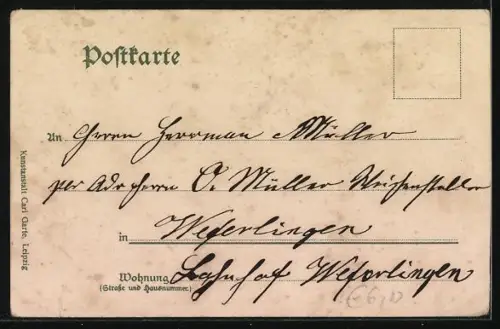 Postkarte
An Herrn Herrman Müller
per Adr Herrn O. Müller Weichensteller
in Weferlingen
Wohnung Bahnhof Weferlingen
(Straße und Hausnummer)
Kunstanstalt Carl Garte, Leipzig